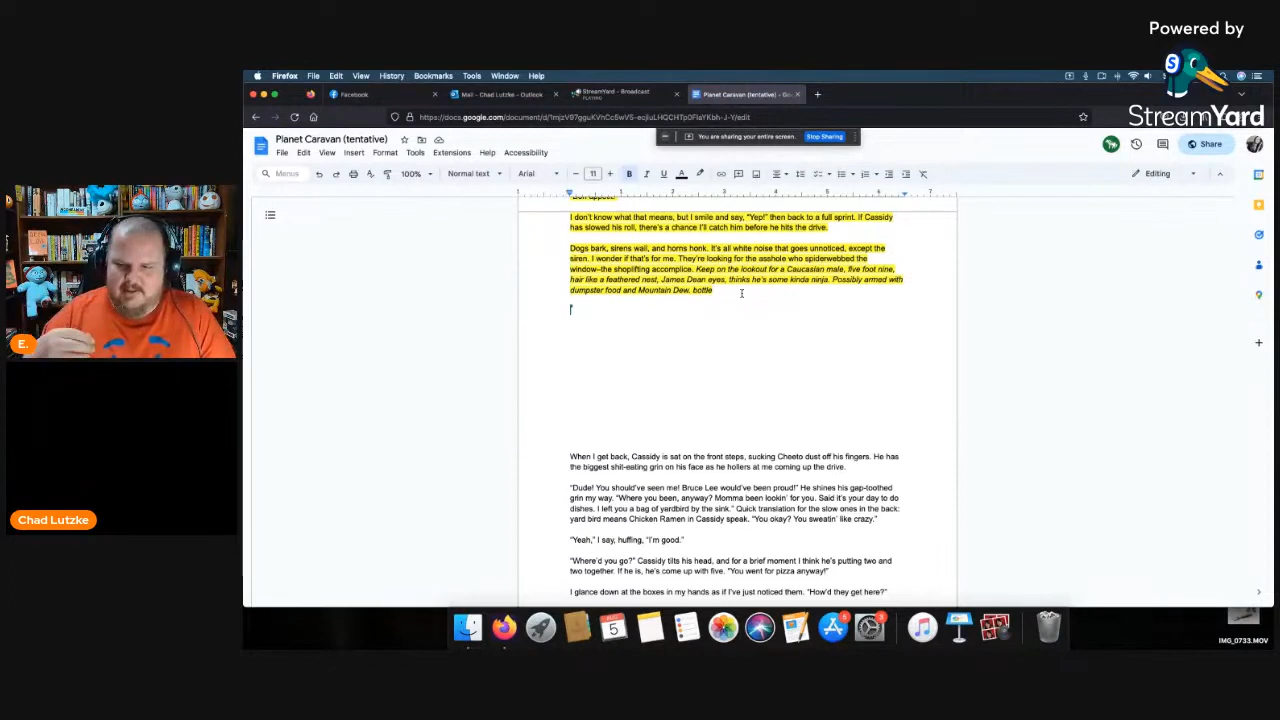 Powered by
StreamYard
Firefox File Edit View History Bookmarks Tools Window Help
Facebook
Mail - Chad Lutzke - Outlook
StreamYard - Broadcast
PLAYING
Planet Caravan (tentative) - Go
You are sharing your entire screen. Stop Sharing
Planet Caravan (tentative)
File Edit View Insert Format Tools Extensions Help Accessibility
Share
Menus 100% Normal text Arial 11 Editing
1 1 2 3 4 5 6 7
"Bon appetit."
I don't know what that means, but I smile and say, "Yep!" then back to a full sprint. If Cassidy
has slowed his roll, there's a chance I'll catch him before he hits the drive.
Dogs bark, sirens wail, and horns honk. It's all white noise that goes unnoticed, except the
siren. I wonder if that's for me. They're looking for the asshole who spiderwebbed the
window–the shoplifting accomplice. Keep on the lookout for a Caucasian male, five foot nine,
hair like a feathered nest, James Dean eyes, thinks he's some kinda ninja. Possibly armed with
dumpster food and Mountain Dew. bottle
When I get back, Cassidy is sat on the front steps, sucking Cheeto dust off his fingers. He has
the biggest shit-eating grin on his face as he hollers at me coming up the drive.
"Dude! You should've seen me! Bruce Lee would've been proud!" He shines his gap-toothed
grin my way. "Where you been, anyway? Momma been lookin' for you. Said it's your day to do
dishes. I left you a bag of yardbird by the sink." Quick translation for the slow ones in the back:
yard bird means Chicken Ramen in Cassidy speak. "You okay? You sweatin' like crazy."
"Yeah," I say, huffing, "I'm good."
"Where'd you go?" Cassidy tilts his head, and for a brief moment I think he's putting two and
two together. If he is, he's come up with five. "You went for pizza anyway!"
I glance down at the boxes in my hands as if I've just noticed them. "How'd they get here?"
E.
Chad Lutzke
5
IMG_0733.MOV